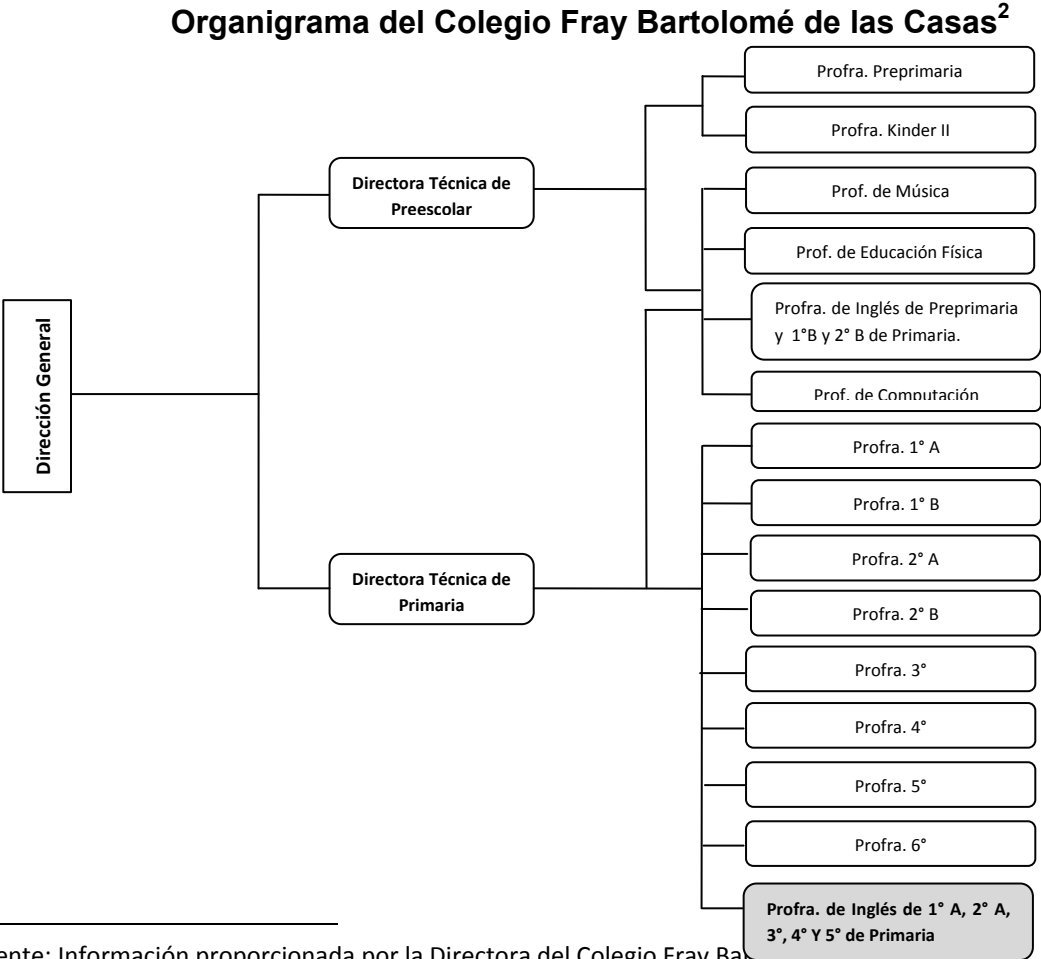 Organigrama del Colegio Fray Bartolomé de las Casas²
Profra. Preprimaria
Profra. Kinder II
Directora Técnica de
Preescolar
Prof. de Música
Prof. de Educación Física
Profra. de Inglés de Preprimaria
y 1°B y 2° B de Primaria.
Prof. de Computación
Dirección General
Profra. 1° A
Profra. 1° B
Profra. 2° A
Profra. 2° B
Directora Técnica de
Primaria
Profra. 3°
Profra. 4°
Profra. 5°
Profra. 6°
Profra. de Inglés de 1° A, 2° A,
3°, 4° Y 5° de Primaria
ente: Información proporcionada por la Directora del Colegio Fray Bar